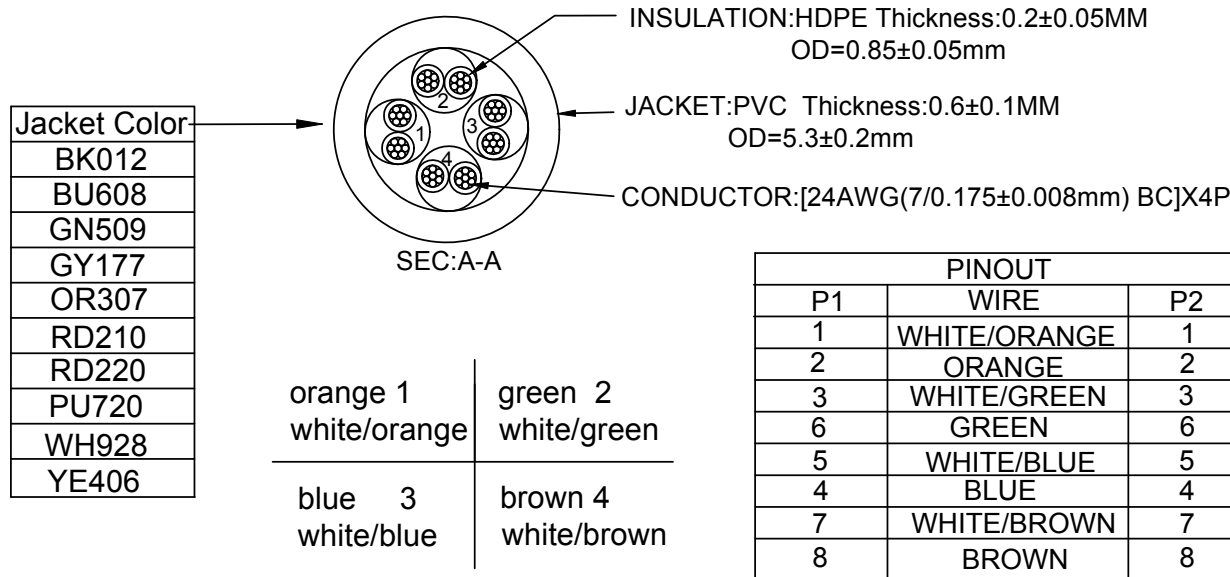 INSULATION:HDPE Thickness:0.2±0.05MM
OD=0.85±0.05mm
JACKET:PVC Thickness:0.6±0.1MM
OD=5.3±0.2mm
CONDUCTOR:[24AWG(7/0.175±0.008mm) BC]X4P
Jacket Color
BK012
BU608
GN509
GY177
OR307
RD210
RD220
PU720
WH928
YE406
2
1
3
4
SEC:A-A
orange 1
white/orange
green 2
white/green
blue 3
white/blue
brown 4
white/brown
PINOUT
P1 WIRE P2
1 WHITE/ORANGE 1
2 ORANGE 2
3 WHITE/GREEN 3
6 GREEN 6
5 WHITE/BLUE 5
4 BLUE 4
7 WHITE/BROWN 7
8 BROWN 8